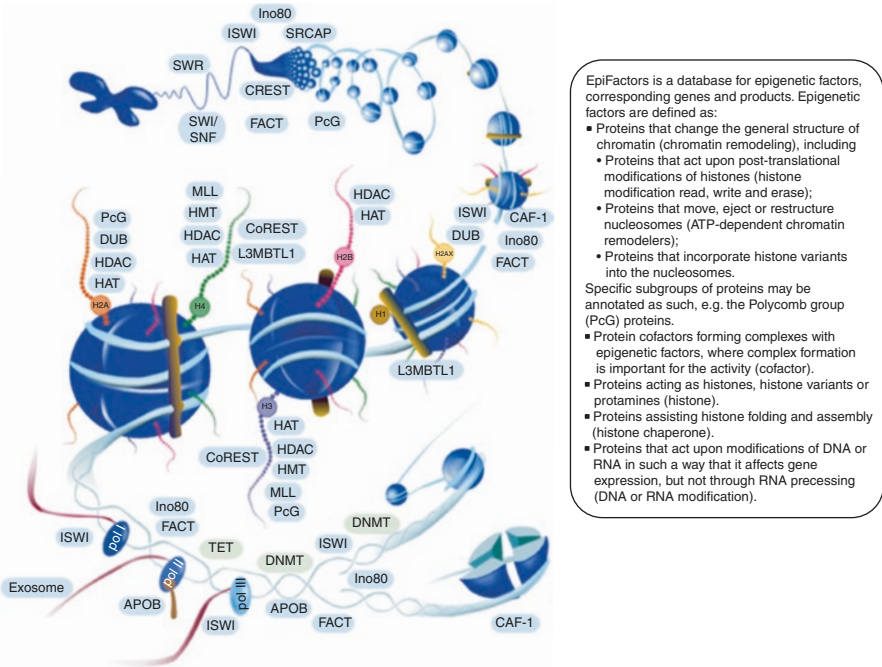 Ino80
ISWI
SRCAP
SWR
CREST
SWI/
SNF
FACT
PcG
MLL
HMT
HDAC
HAT
CoREST
L3MBTL1
PcG
DUB
HDAC
HAT
H2A
H4
HDAC
HAT
H2B
ISWI
CAF-1
DUB
Ino80
FACT
H2AX
H1
L3MBTL1
H3
HAT
CoREST
HDAC
HMT
MLL
PcG
Ino80
FACT
ISWI
pol I
TET
DNMT
ISWI
DNMT
pol II
Exosome
APOB
pol III
ISWI
APOB
Ino80
FACT
CAF-1
EpiFactors is a database for epigenetic factors,
corresponding genes and products. Epigenetic
factors are defined as:
▪ Proteins that change the general structure of
chromatin (chromatin remodeling), including
• Proteins that act upon post-translational
modifications of histones (histone
modification read, write and erase);
• Proteins that move, eject or restructure
nucleosomes (ATP-dependent chromatin
remodelers);
• Proteins that incorporate histone variants
into the nucleosomes.
Specific subgroups of proteins may be
annotated as such, e.g. the Polycomb group
(PcG) proteins.
▪ Protein cofactors forming complexes with
epigenetic factors, where complex formation
is important for the activity (cofactor).
▪ Proteins acting as histones, histone variants or
protamines (histone).
▪ Proteins assisting histone folding and assembly
(histone chaperone).
▪ Proteins that act upon modifications of DNA or
RNA in such a way that it affects gene
expression, but not through RNA precessing
(DNA or RNA modification).